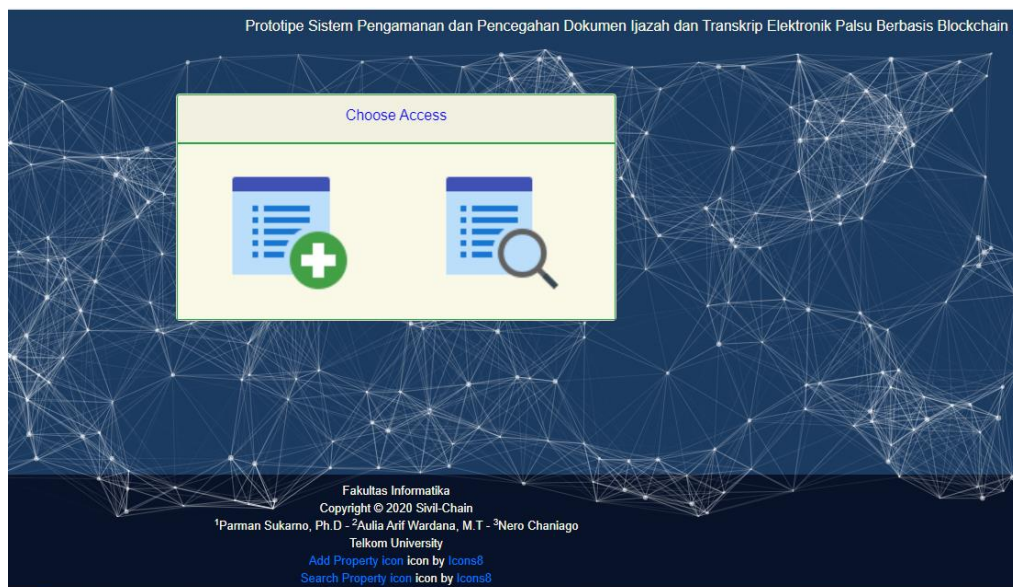 Prototipe Sistem Pengamanan dan Pencegahan Dokumen Ijazah dan Transkrip Elektronik Palsu Berbasis Blockchain
Choose Access
Fakultas Informatika
Copyright © 2020 Sivil-Chain
¹Parman Sukarno, Ph.D - ²Aulia Arif Wardana, M.T - ³Nero Chaniago
Telkom University
Add Property icon icon by Icons8
Search Property icon icon by Icons8